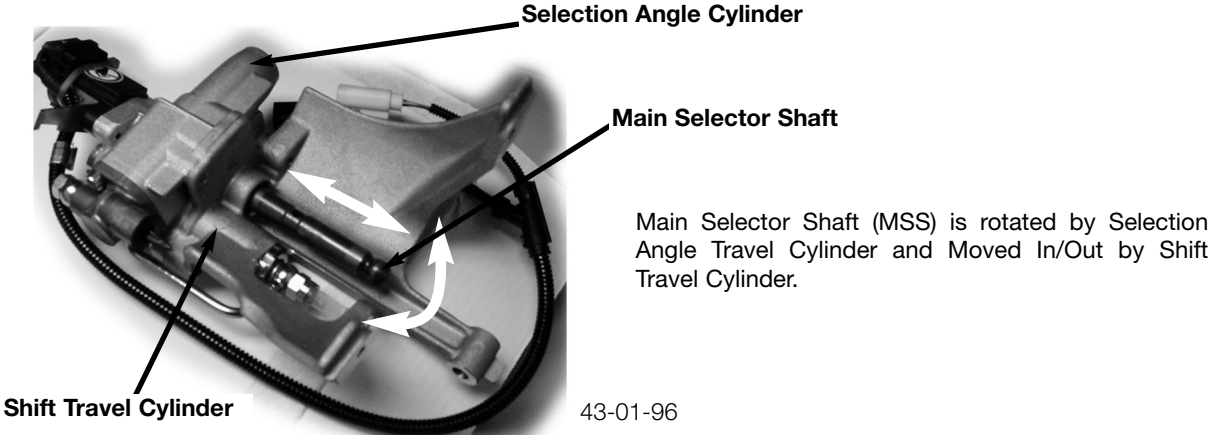 Selection Angle Cylinder
Main Selector Shaft
Main Selector Shaft (MSS) is rotated by Selection
Angle Travel Cylinder and Moved In/Out by Shift
Travel Cylinder.
Shift Travel Cylinder
43-01-96